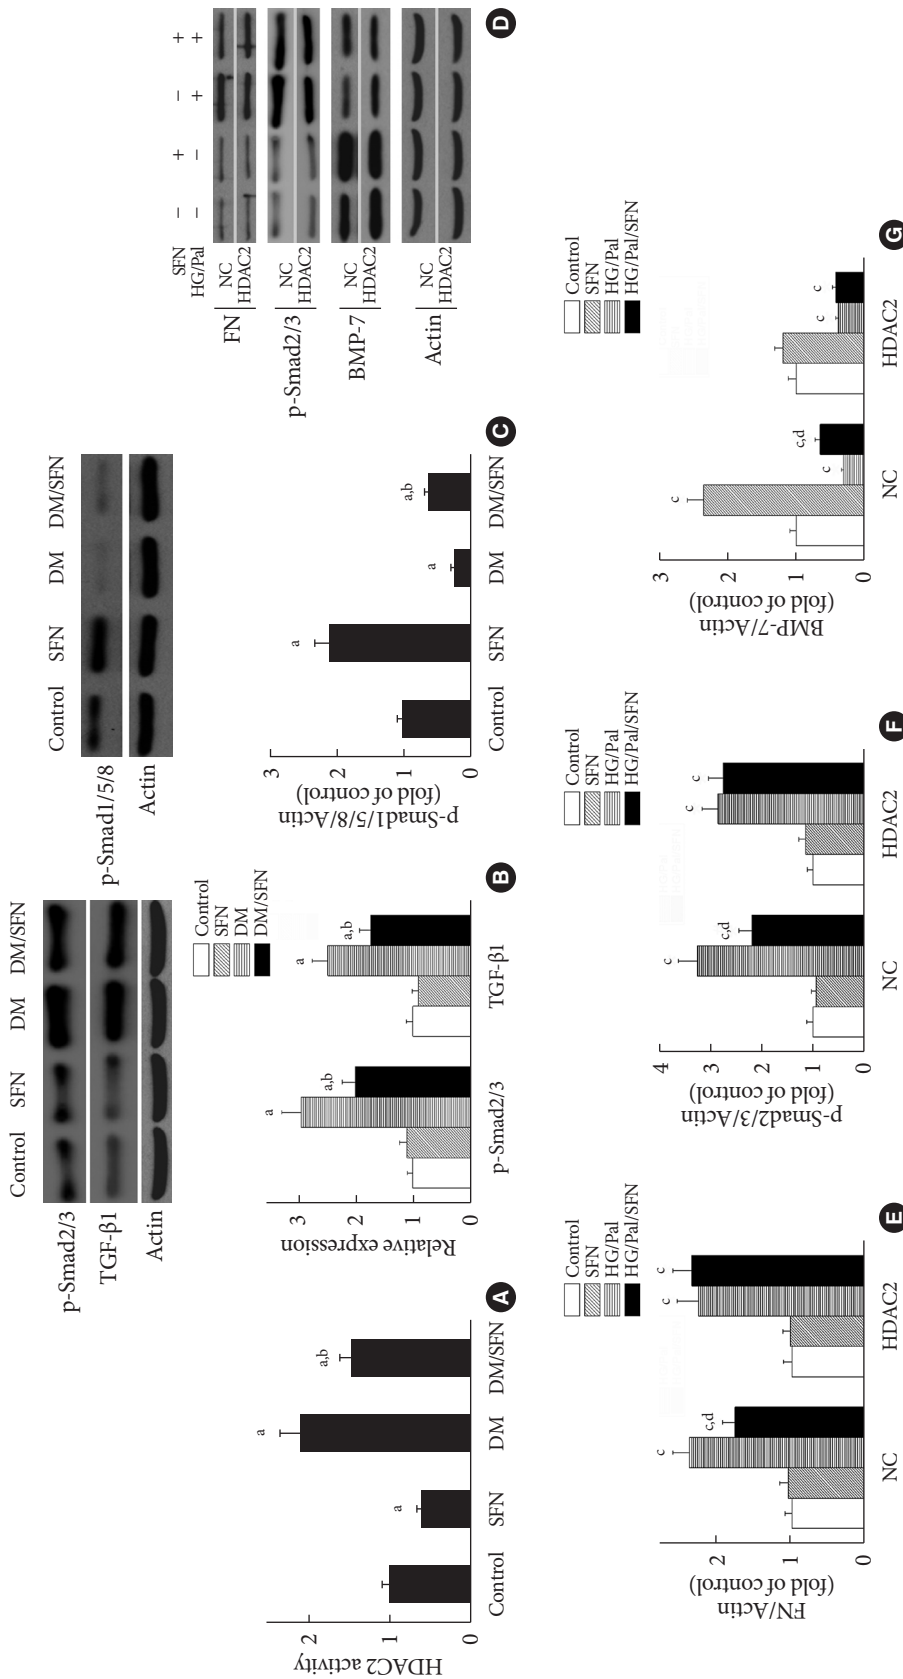 HDAC2 activity
2
1
0
a
a
a,b
Control SFN DM DM/SFN
A
Control SFN DM DM/SFN
p-Smad2/3
TGF-β1
Actin
Relative expression
3
2
1
0
Control
SFN
DM
DM/SFN
a
a,b
a
a,b
p-Smad2/3 TGF-β1
B
Control SFN DM DM/SFN
p-Smad1/5/8
Actin
p-Smad1/5/8/Actin
(fold of control)
3
2
1
0
a
a
a,b
Control SFN DM DM/SFN
C
SFN – + – +
HG/Pal – – + +
FN
NC
HDAC2
p-Smad2/3
NC
HDAC2
BMP-7
NC
HDAC2
Actin
NC
HDAC2
D
FN/Actin
(fold of control)
2
1
0
Control
SFN
HG/Pal
HG/Pal/SFN
c
c,d
c
c
NC HDAC2
E
p-Smad2/3/Actin
(fold of control)
4
3
2
1
0
Control
SFN
HG/Pal
HG/Pal/SFN
c
c,d
c
c
NC HDAC2
F
BMP-7/Actin
(fold of control)
3
2
1
0
Control
SFN
HG/Pal
HG/Pal/SFN
c
c
c,d
c
c
NC HDAC2
G